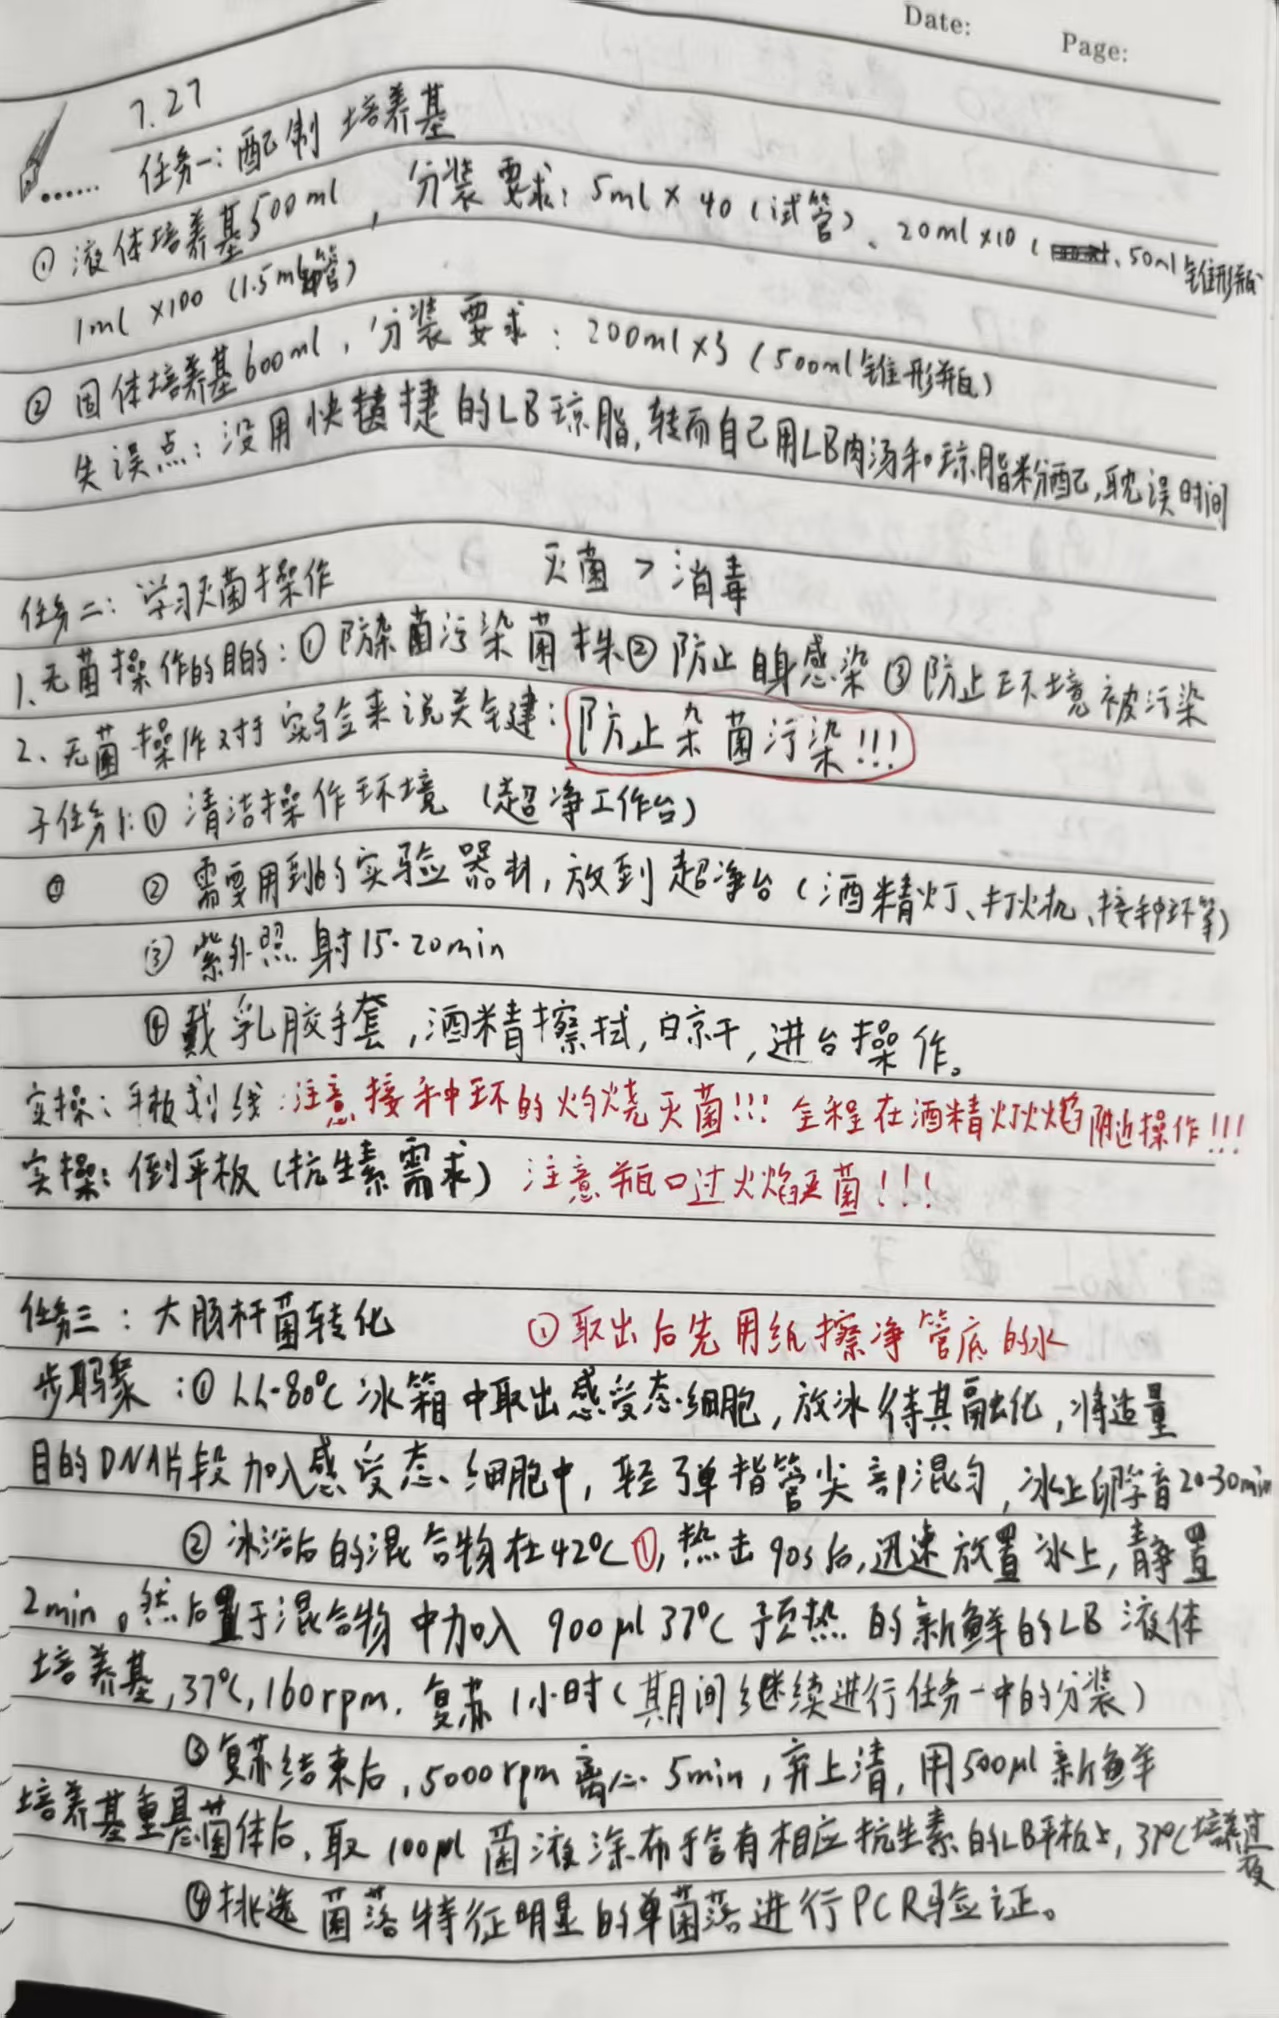 Date:
Page:
7.27
任务一：配制 培养基
① 液体培养基500ml，分装要求：5ml×40（试管）、20ml×10（、50ml锥形瓶
1ml ×100（1.5ml管）
② 固体培养基600ml，分装要求：200ml×3（500ml锥形瓶）
失误点：没用快捷的LB琼脂，转而自己用LB肉汤和琼脂粉配，耽误时间
任务二：学习灭菌操作 灭菌 > 消毒
1、无菌操作的目的：① 防杂菌污染菌株② 防止自身感染 ③ 防止环境被污染
2、无菌操作对于实验来说关键：防止杂菌污染!!!
子任务1：① 清洁操作环境（超净工作台）
② 需要用到的实验器材，放到超净台（酒精灯、打火机、接种环等）
③ 紫外照射15-20min
④ 戴乳胶手套，酒精擦拭，晾干，进台操作。
实操：平板划线：注意接种环的灼烧灭菌!!! 全程在酒精灯火焰附近操作!!!
实操：倒平板（抗生素需求） 注意瓶口过火焰灭菌!!!
任务三：大肠杆菌转化 ① 取出后先用纸擦净管底的水
步骤：① 从-80℃冰箱中取出感受态细胞，放冰待其融化，将适量
目的DNA片段加入感受态细胞中，轻弹指管尖部混匀，冰上孵育20-30min
② 冰浴后的混合物在42℃①，热击90s后，迅速放置冰上，静置
2min。然后置于混合物中加入900μl 37℃预热的新鲜的LB液体
培养基，37℃，160rpm，复苏1小时（期间继续进行任务一中的分装）
③ 复苏结束后，5000rpm离心5min，弃上清，用500μl新鲜
培养基重悬菌体后，取100μl菌液涂布于含有相应抗生素的LB平板上，37℃培养过夜
④ 挑选菌落特征明显的单菌落进行PCR验证。